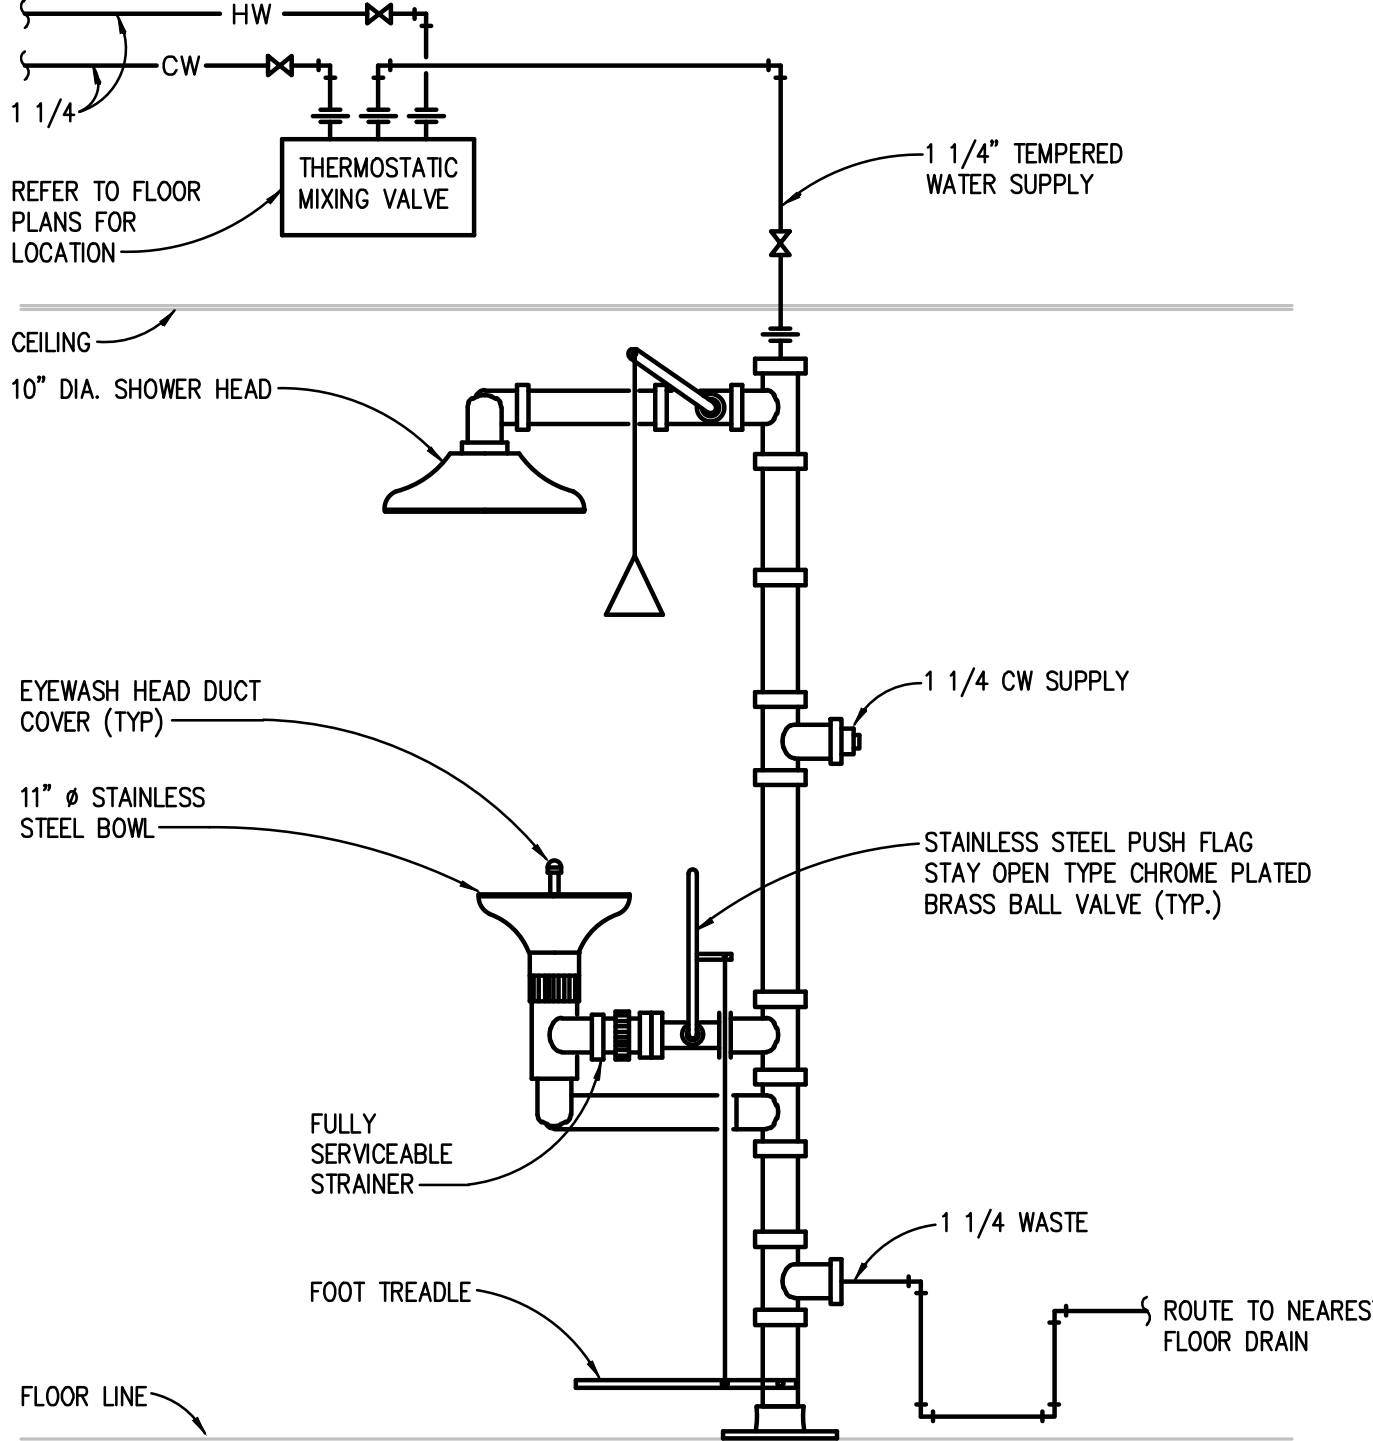 HW
CW
1 1/4
THERMOSTATIC
MIXING VALVE
1 1/4" TEMPERED
WATER SUPPLY
REFER TO FLOOR
PLANS FOR
LOCATION
CEILING
10" DIA. SHOWER HEAD
1 1/4 CW SUPPLY
EYEWASH HEAD DUCT
COVER (TYP)
11" ø STAINLESS
STEEL BOWL
STAINLESS STEEL PUSH FLAG
STAY OPEN TYPE CHROME PLATED
BRASS BALL VALVE (TYP.)
FULLY
SERVICEABLE
STRAINER
1 1/4 WASTE
FOOT TREADLE
ROUTE TO NEARES
FLOOR DRAIN
FLOOR LINE